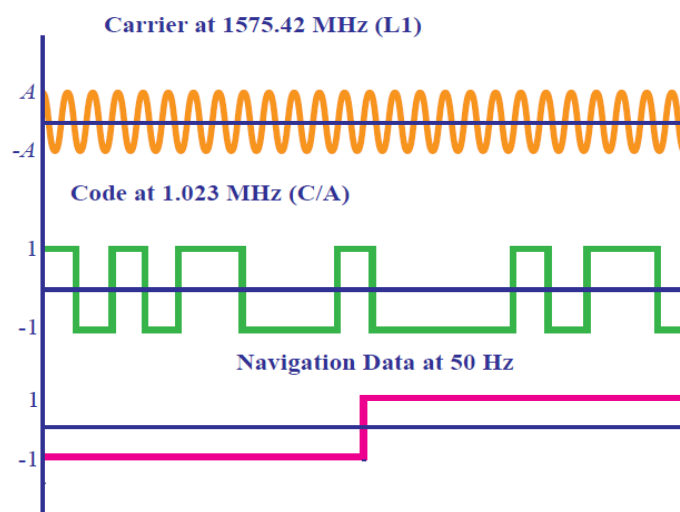 Carrier at 1575.42 MHz (L1)
A
-A
Code at 1.023 MHz (C/A)
1
-1
Navigation Data at 50 Hz
1
-1